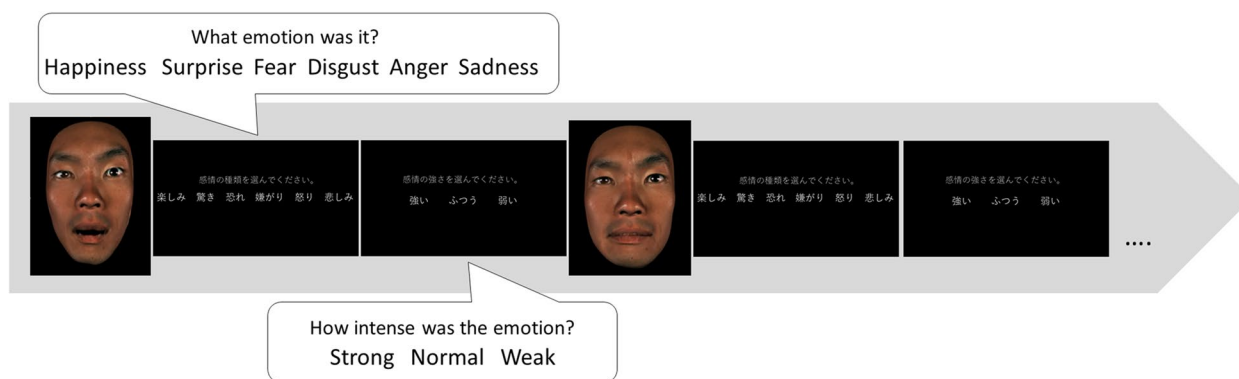 What emotion was it?
Happiness Surprise Fear Disgust Anger Sadness
感情の種類を選んでください。
楽しみ 驚き 恐れ 嫌がり 怒り 悲しみ
感情の強さを選んでください。
強い ふつう 弱い
感情の種類を選んでください。
楽しみ 驚き 恐れ 嫌がり 怒り 悲しみ
感情の強さを選んでください。
強い ふつう 弱い
....
How intense was the emotion?
Strong Normal Weak